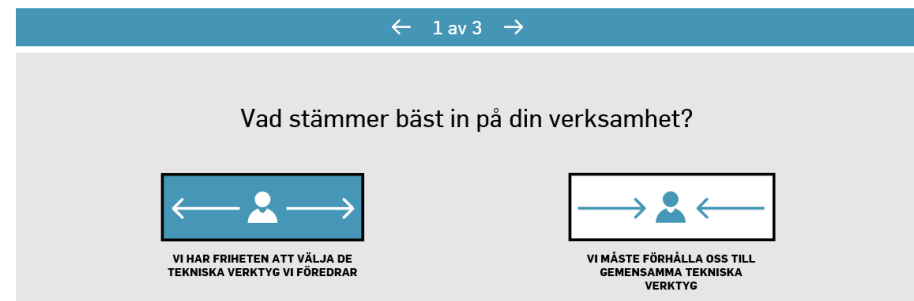 ← 1 av 3 →
Vad stämmer bäst in på din verksamhet?
VI HAR FRIHETEN ATT VÄLJA DE
TEKNISKA VERKTYG VI FÖREDRAR
VI MÅSTE FÖRHÅLLA OSS TILL
GEMENSAMMA TEKNISKA
VERKTYG